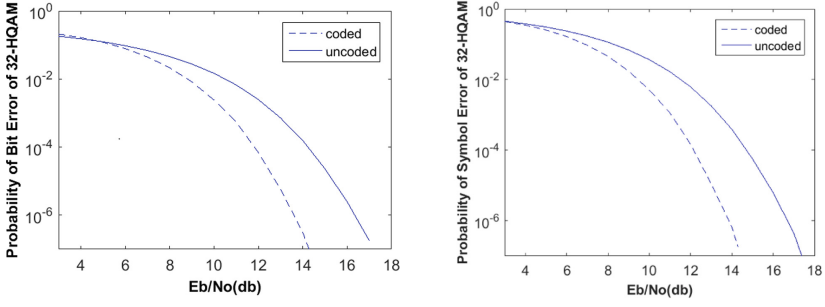 Probability of Bit Error of 32-HQAM
10^0
10^-2
10^-4
10^-6
4 6 8 10 12 14 16 18
Eb/No(db)
coded
uncoded
Probability of Symbol Error of 32-HQAM
10^0
10^-2
10^-4
10^-6
4 6 8 10 12 14 16 18
Eb/No(db)
coded
uncoded